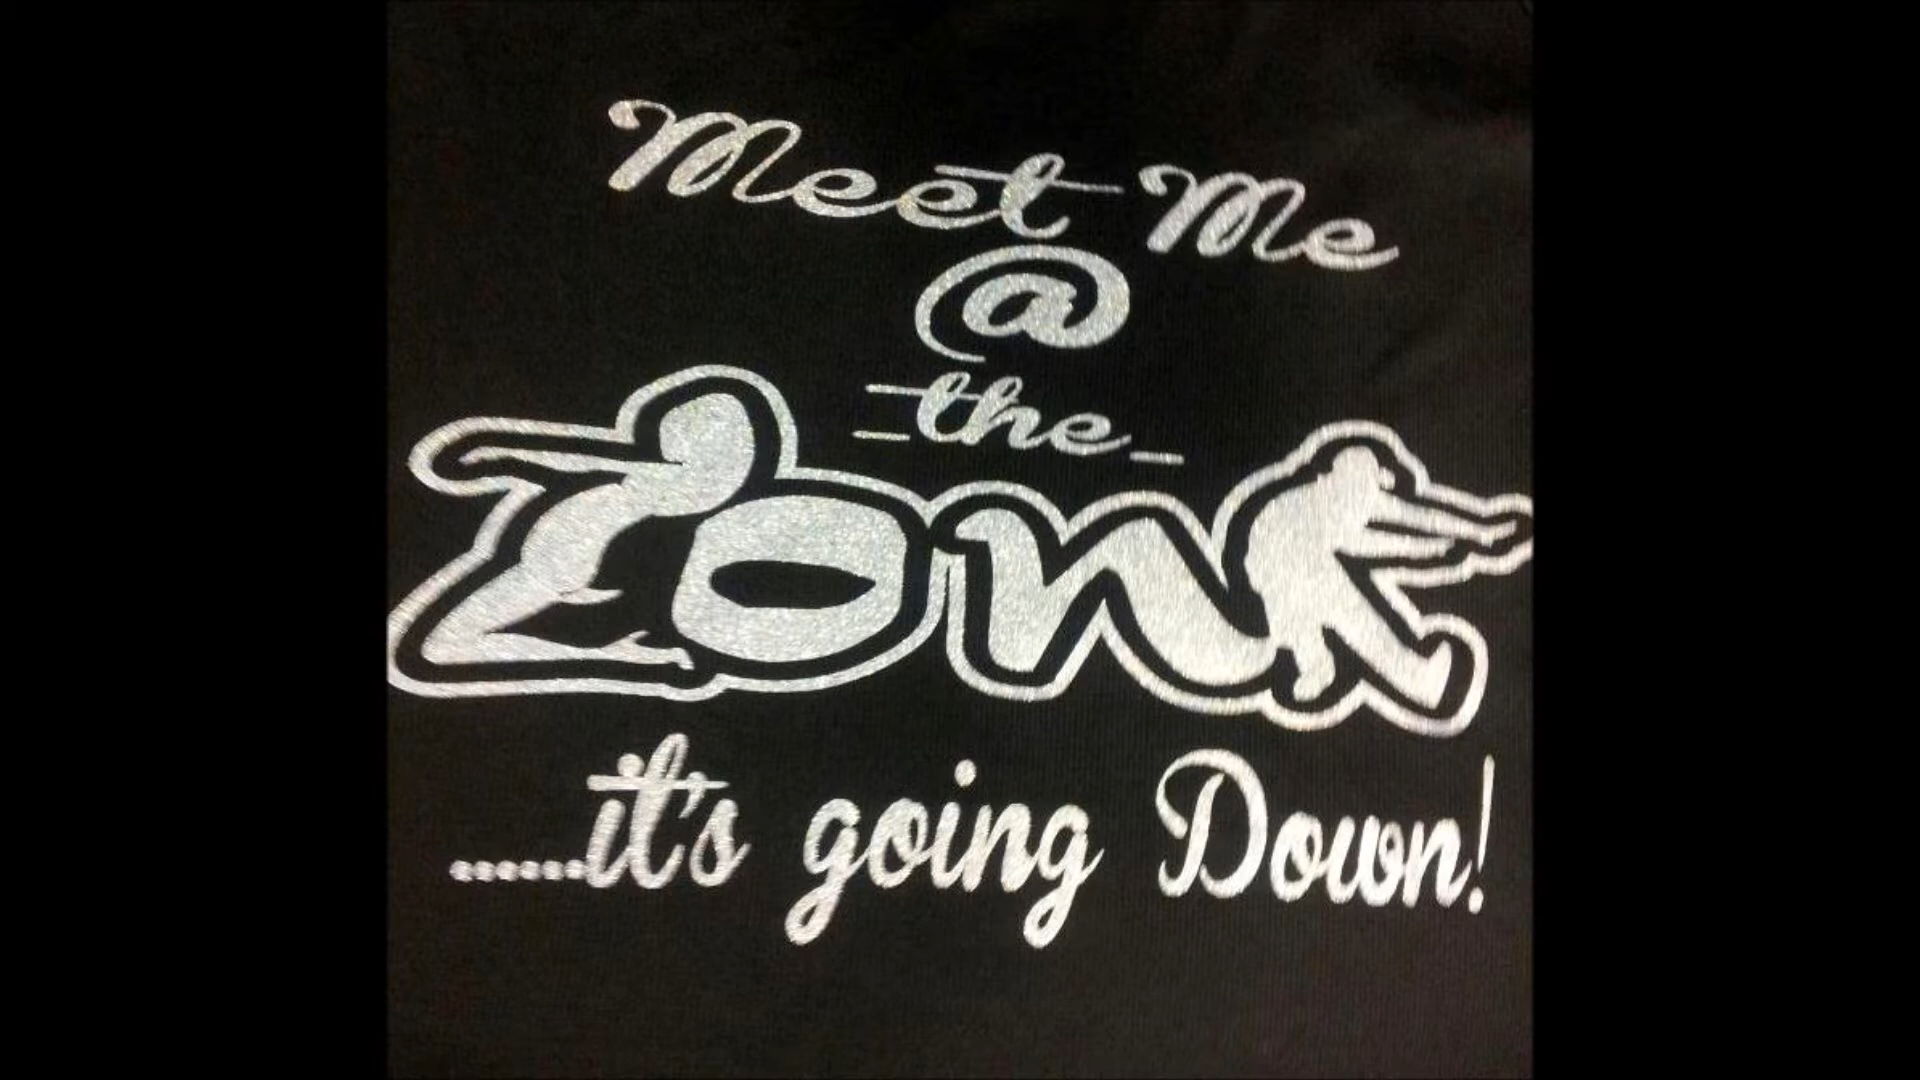 Meet Me
@
the
Zone
......it's going Down!